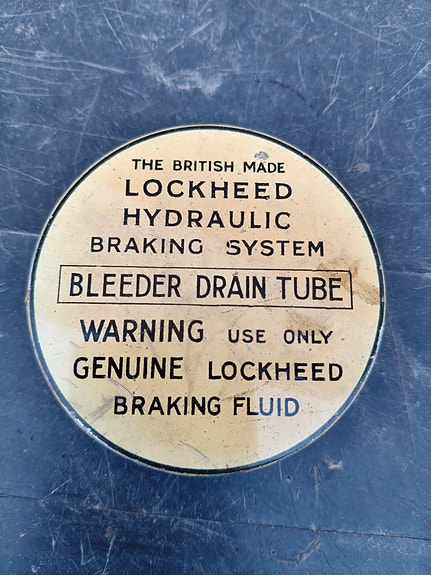 THE BRITISH MADE
LOCKHEED
HYDRAULIC
BRAKING SYSTEM
BLEEDER DRAIN TUBE
WARNING USE ONLY
GENUINE LOCKHEED
BRAKING FLUID